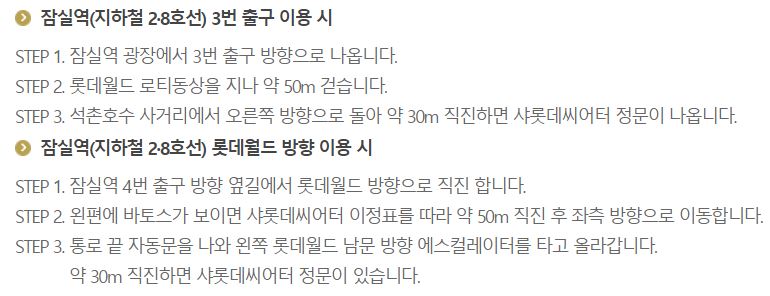 잠실역(지하철 2·8호선) 3번 출구 이용 시
STEP 1. 잠실역 광장에서 3번 출구 방향으로 나옵니다.
STEP 2. 롯데월드 로티동상을 지나 약 50m 걷습니다.
STEP 3. 석촌호수 사거리에서 오른쪽 방향으로 돌아 약 30m 직진하면 샤롯데씨어터 정문이 나옵니다.
잠실역(지하철 2·8호선) 롯데월드 방향 이용 시
STEP 1. 잠실역 4번 출구 방향 옆길에서 롯데월드 방향으로 직진 합니다.
STEP 2. 왼편에 바토스가 보이면 샤롯데씨어터 이정표를 따라 약 50m 직진 후 좌측 방향으로 이동합니다.
STEP 3. 통로 끝 자동문을 나와 왼쪽 롯데월드 남문 방향 에스컬레이터를 타고 올라갑니다.
약 30m 직진하면 샤롯데씨어터 정문이 있습니다.